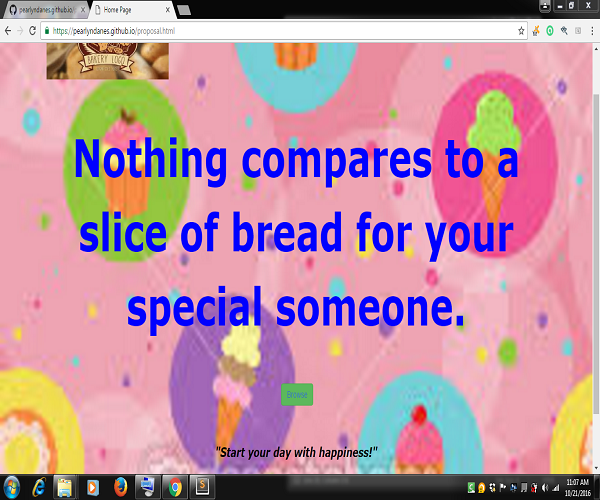 pearlyndanes.github.io/
Home Page
https://pearlyndanes.github.io/proposal.html
BAKERY LOGO
Nothing compares to a
slice of bread for your
special someone.
Browse
"Start your day with happiness!"
11:07 AM
10/21/2016